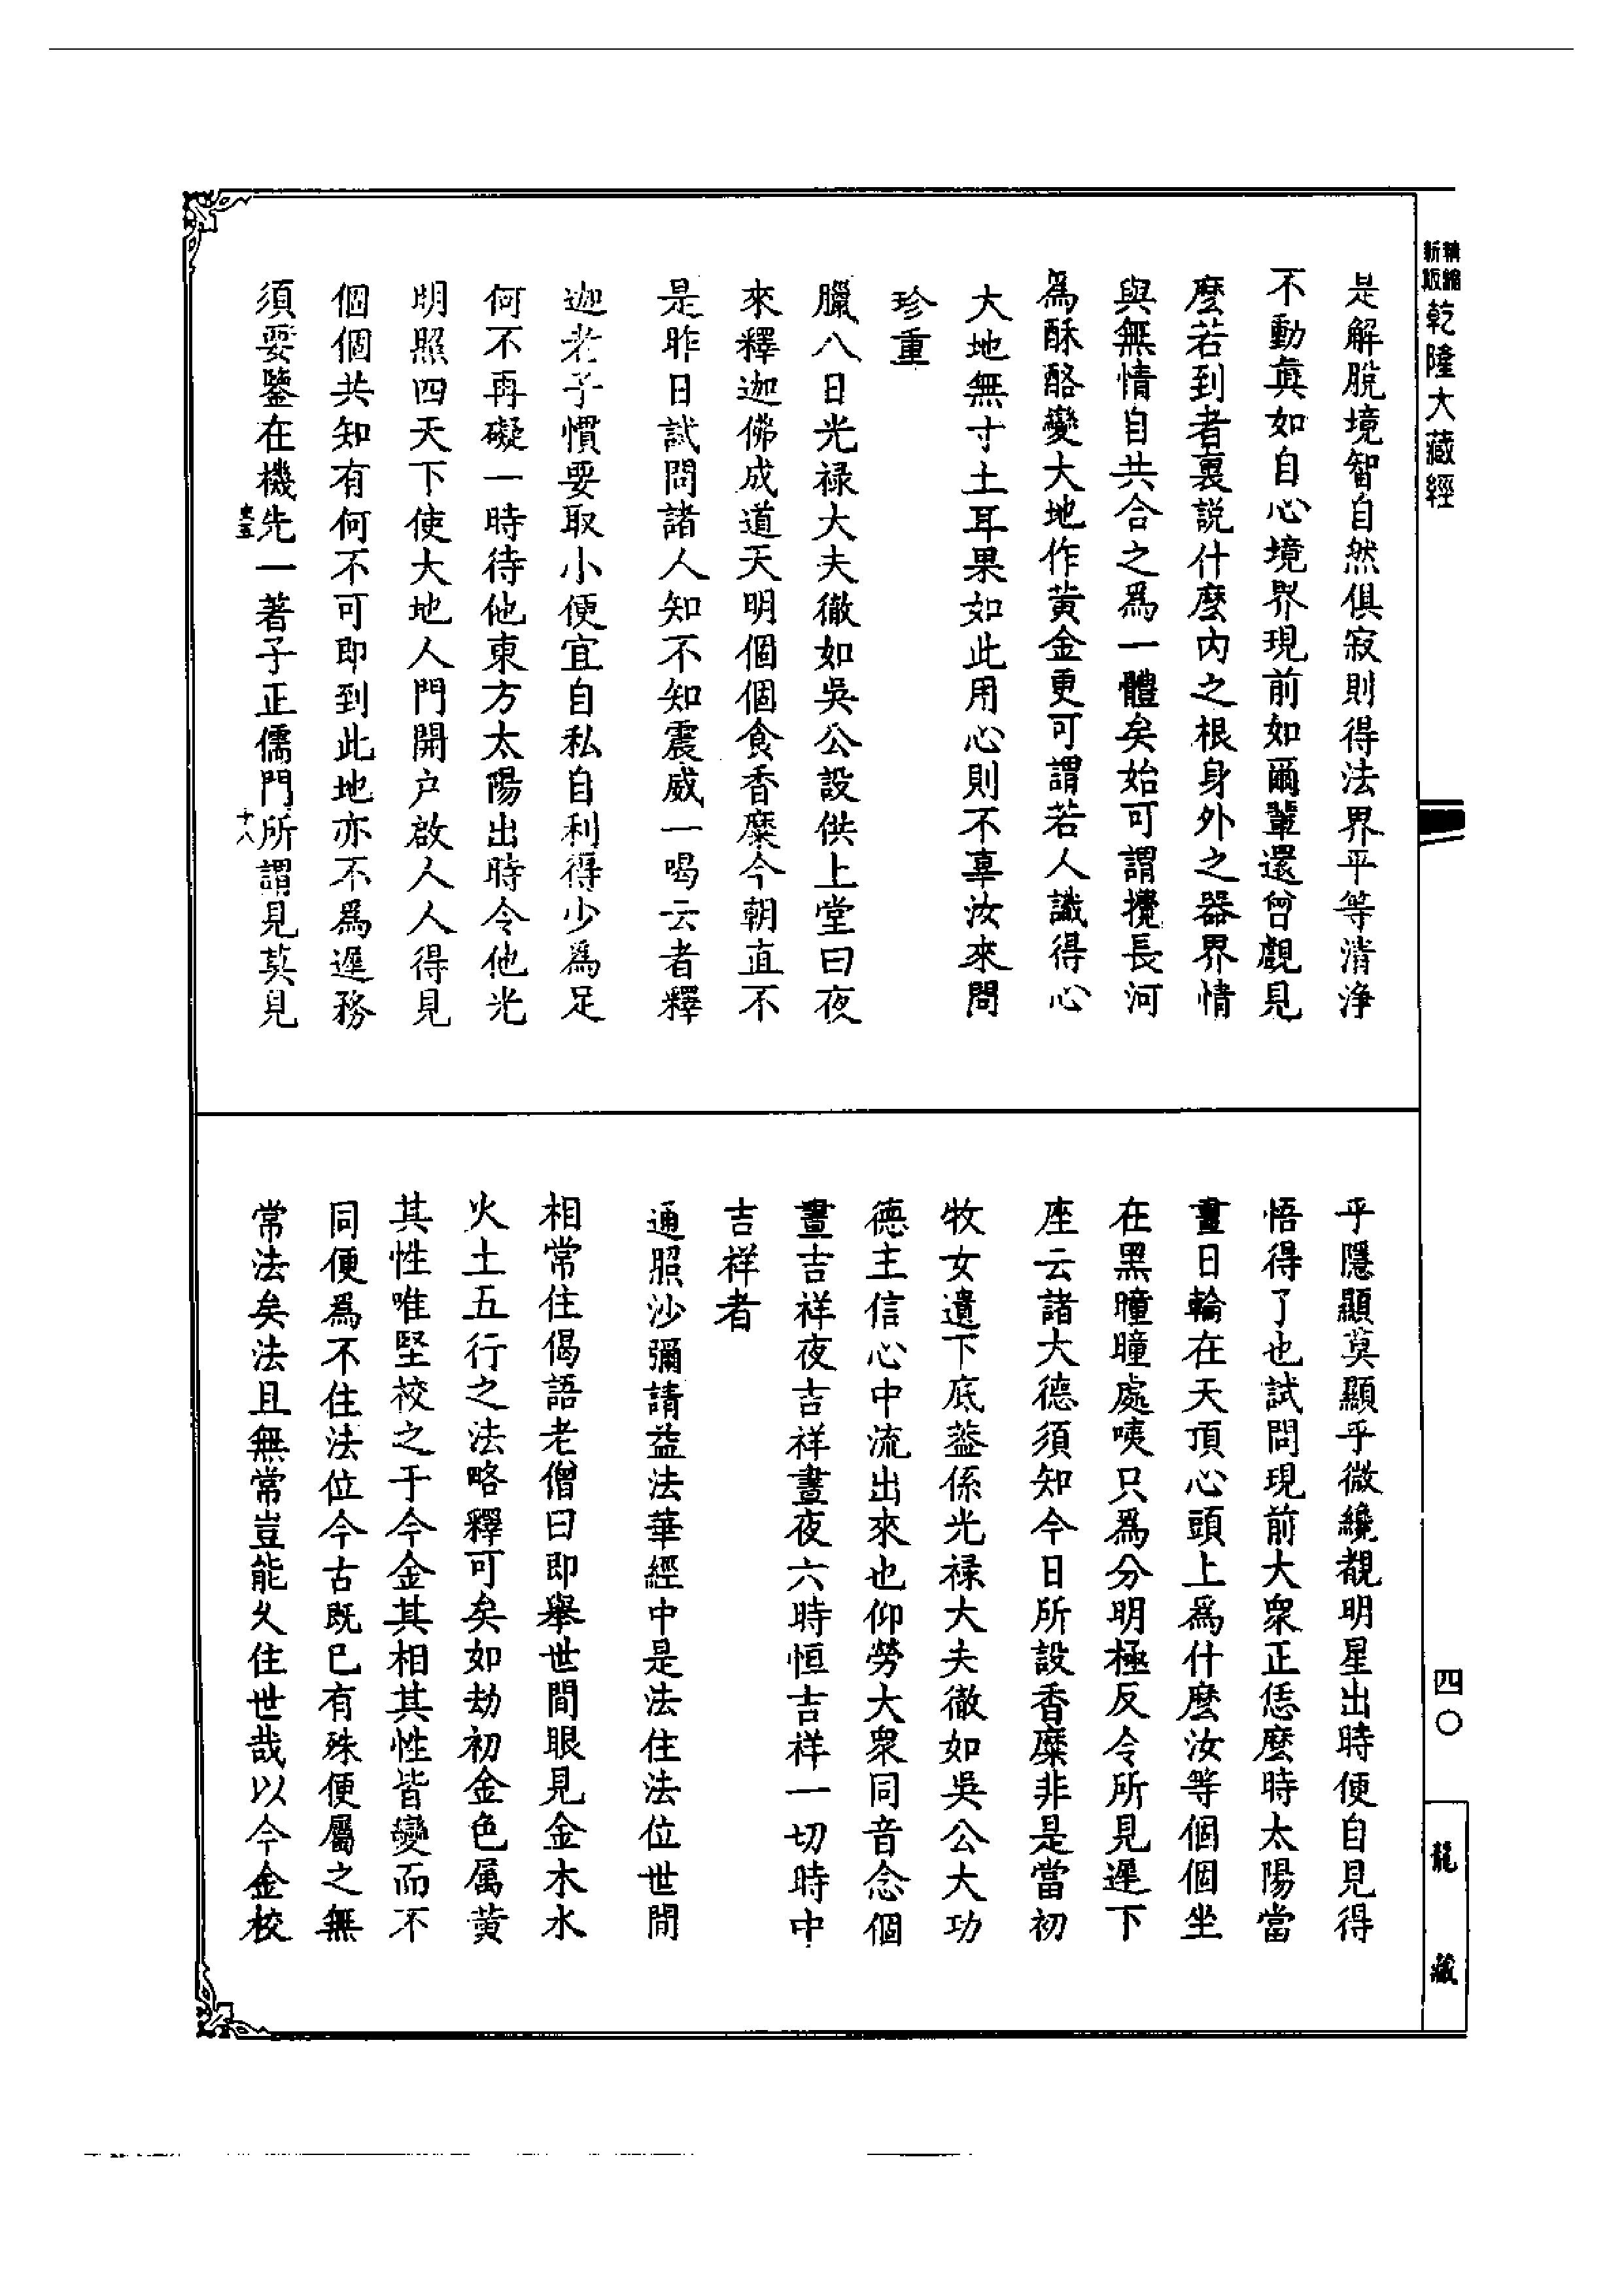 新版精縮乾隆大藏經
是解脫境智自然俱寂則得法界平等清淨
不動眞如自心境界現前如爾輩還曾覷見
麽若到者裏説什麽內之根身外之器界情
與無情自共合之爲一體矣始可謂攪長河
爲酥酪變大地作黃金更可謂若人識得心
大地無寸土耳果如此用心則不辜汝來問
珍重
臘八日光祿大夫徹如吳公設供上堂曰夜
來釋迦佛成道天明個個食香糜今朝直不
是昨日試問諸人知不知震威一喝云者釋
迦老子慣要取小便宜自私自利得少爲足
何不再礙一時待他東方太陽出時令他光
明照四天下使大地人門開户啟人人得見
個個共知有何不可即到此地亦不爲遲務
須要鑒在機先一著子正儒門所謂見莫見
史五 十八
乎隱顯莫顯乎微纔覩明星出時便自見得
悟得了也試問現前大衆正恁麽時太陽當
晝日輪在天頂心頭上爲什麽汝等個個坐
在黑曈曈處咦只爲分明極反令所見遲下
座云諸大德須知今日所設香糜非是當初
牧女遺下底葢係光祿大夫徹如吳公大功
德主信心中流出來也仰勞大衆同音念個
晝吉祥夜吉祥晝夜六時恒吉祥一切時中
吉祥者
通照沙彌請益法華經中是法住法位世間
相常住偈語老僧曰即舉世間眼見金木水
火土五行之法略釋可矣如劫初金色属黃
其性唯堅校之于今金其相其性皆變而不
同便爲不住法位今古既已有殊便屬之無
常法矣法且無常豈能久住世哉以今金校
四〇
龍藏